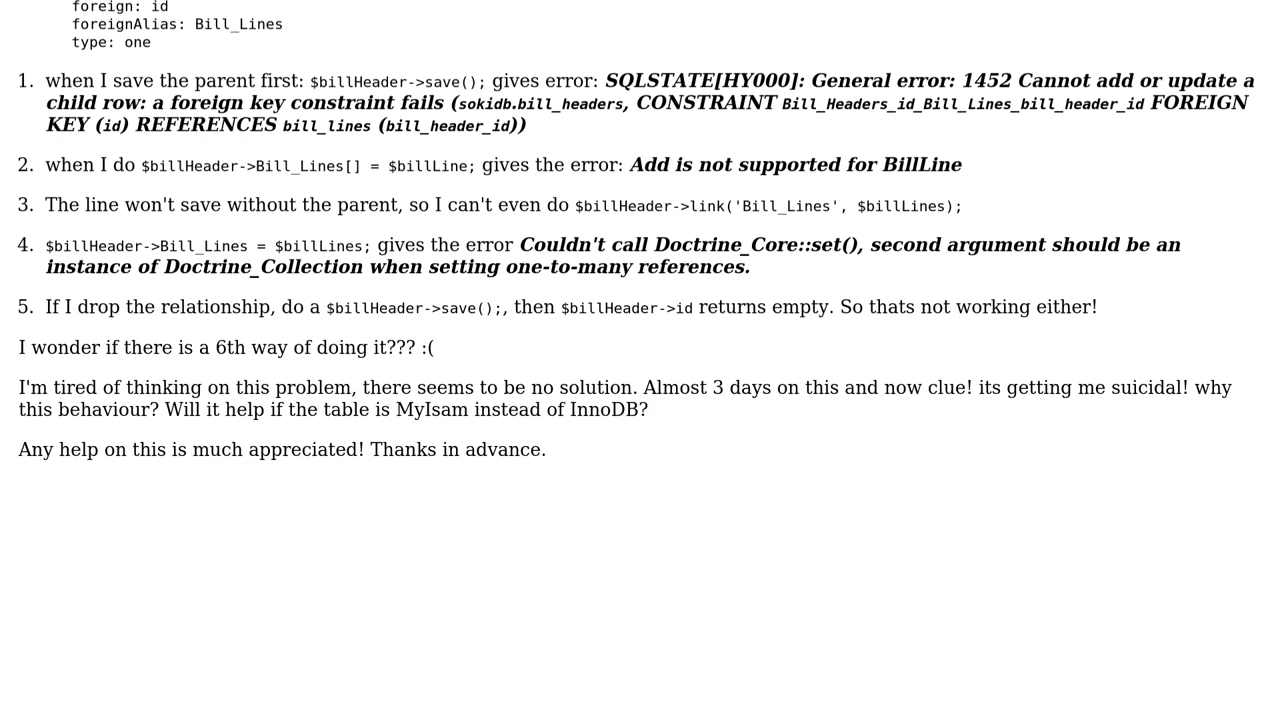 foreign: id
foreignAlias: Bill_Lines
type: one
1. when I save the parent first: $billHeader->save(); gives error: SQLSTATE[HY000]: General error: 1452 Cannot add or update a
child row: a foreign key constraint fails (sokidb.bill_headers, CONSTRAINT Bill_Headers_id_Bill_Lines_bill_header_id FOREIGN
KEY (id) REFERENCES bill_lines (bill_header_id))
2. when I do $billHeader->Bill_Lines[] = $billLine; gives the error: Add is not supported for BillLine
3. The line won't save without the parent, so I can't even do $billHeader->link('Bill_Lines', $billLines);
4. $billHeader->Bill_Lines = $billLines; gives the error Couldn't call Doctrine_Core::set(), second argument should be an
instance of Doctrine_Collection when setting one-to-many references.
5. If I drop the relationship, do a $billHeader->save();, then $billHeader->id returns empty. So thats not working either!
I wonder if there is a 6th way of doing it??? :(
I'm tired of thinking on this problem, there seems to be no solution. Almost 3 days on this and now clue! its getting me suicidal! why
this behaviour? Will it help if the table is MyIsam instead of InnoDB?
Any help on this is much appreciated! Thanks in advance.